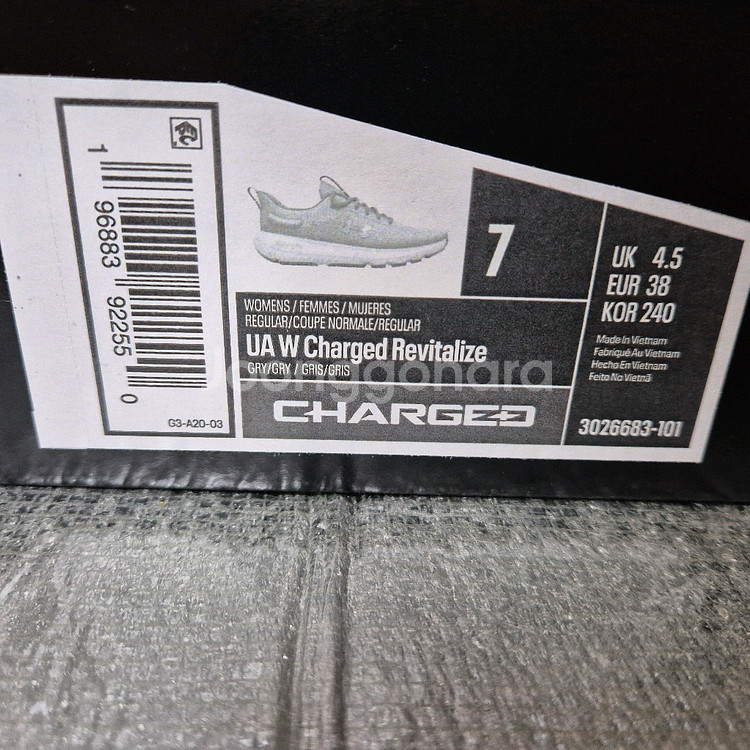 1 96883 92255 0
G3-A20-03
7
UK 4.5
EUR 38
KOR 240
Made In Vietnam
Fabriqué Au Vietnam
Hecho En Vietnam
Feito No Vietnã
3026683-101
WOMENS / FEMMES / MUJERES
REGULAR/COUPE NORMALE/REGULAR
UA W Charged Revitalize
GRY/GRY / GRIS/GRIS
CHARGED
Joonggonara